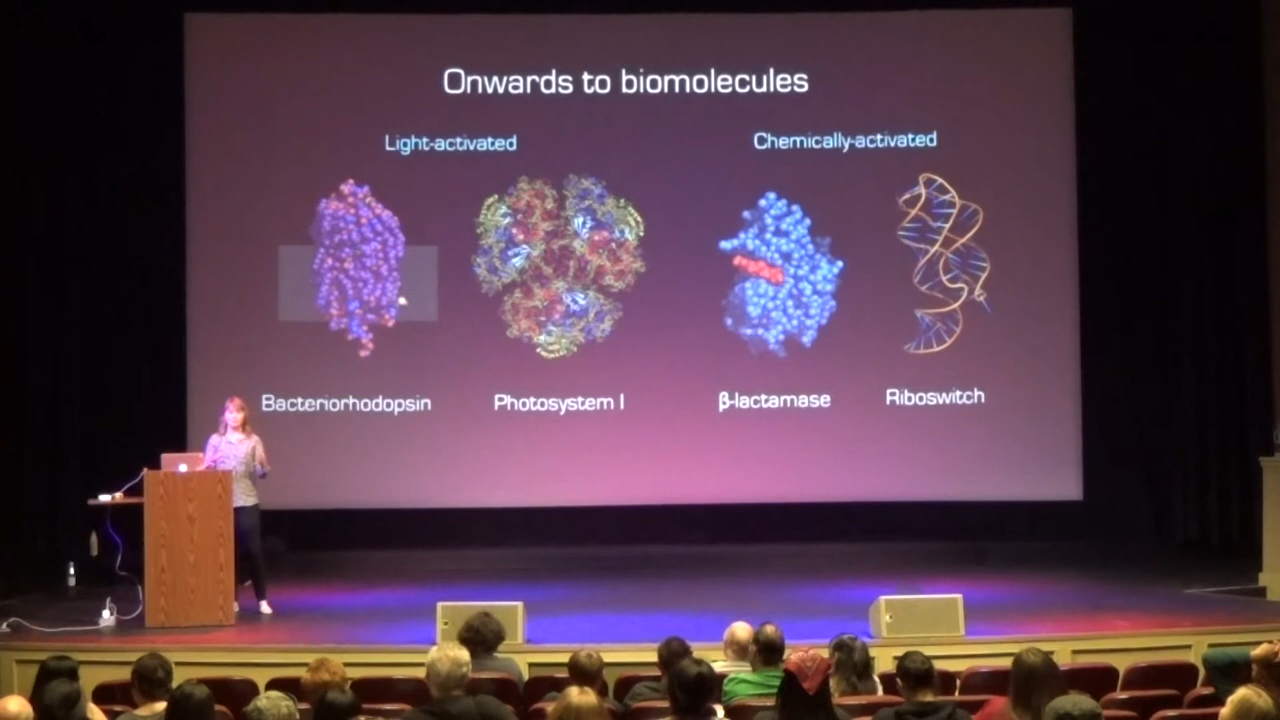 Onwards to biomolecules
Light-activated
Chemically-activated
Bacteriorhodopsin
Photosystem I
β-lactamase
Riboswitch